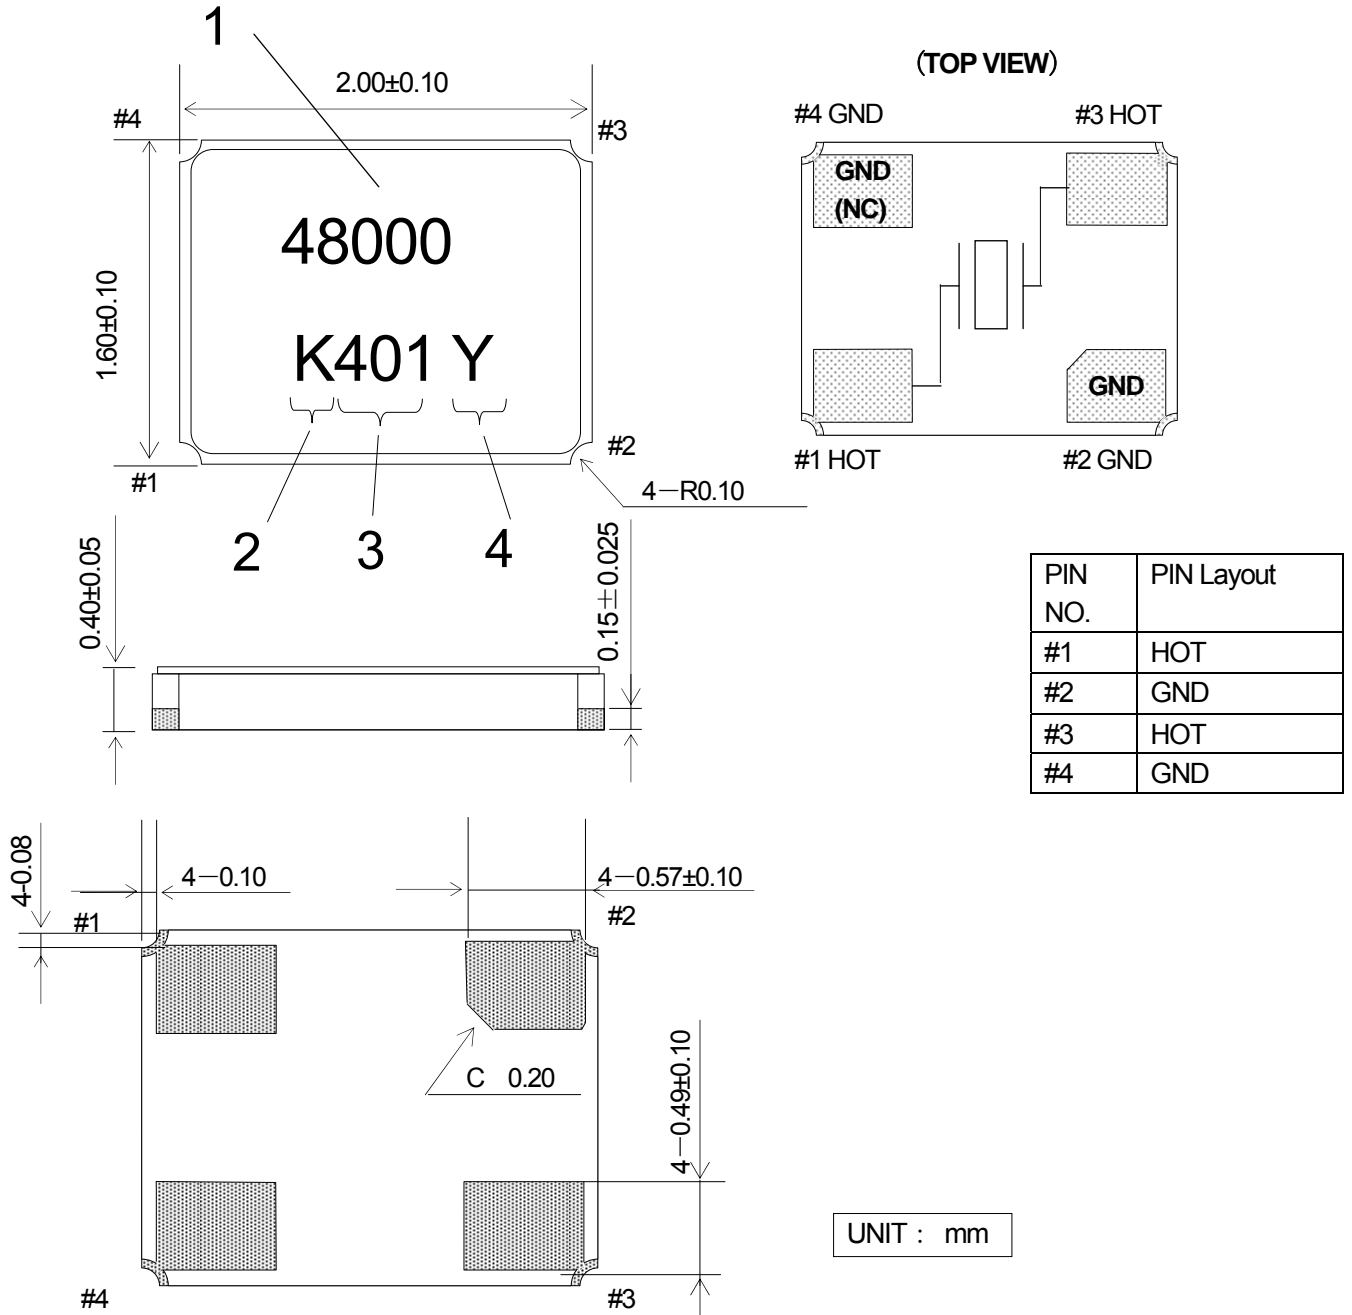 1
2.00±0.10
#4
#3
48000
1.60±0.10
K401 Y
#2
#1
4－R0.10
2
3
4
0.40±0.05
0.15±0.025
(TOP VIEW)
#4 GND
#3 HOT
GND
(NC)
GND
#1 HOT
#2 GND
PIN NO.
PIN Layout
#1 HOT
#2 GND
#3 HOT
#4 GND
4-0.08
4－0.10
4－0.57±0.10
#1
#2
C 0.20
4－0.49±0.10
#4
#3
UNIT : mm